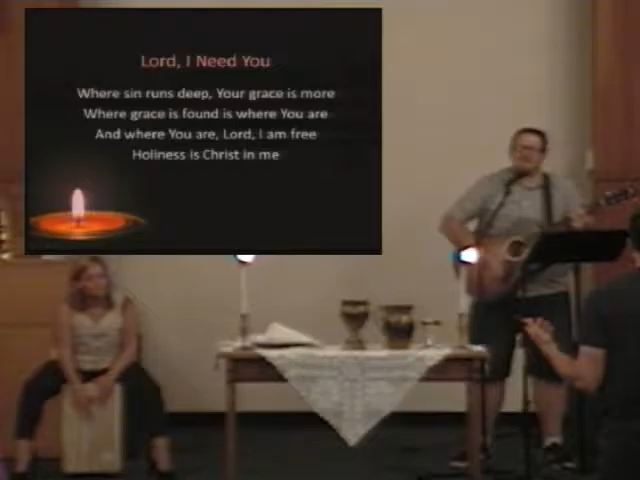 Lord, I Need You
Where sin runs deep, Your grace is more
Where grace is found is where You are
And where You are, Lord, I am free
Holiness is Christ in me